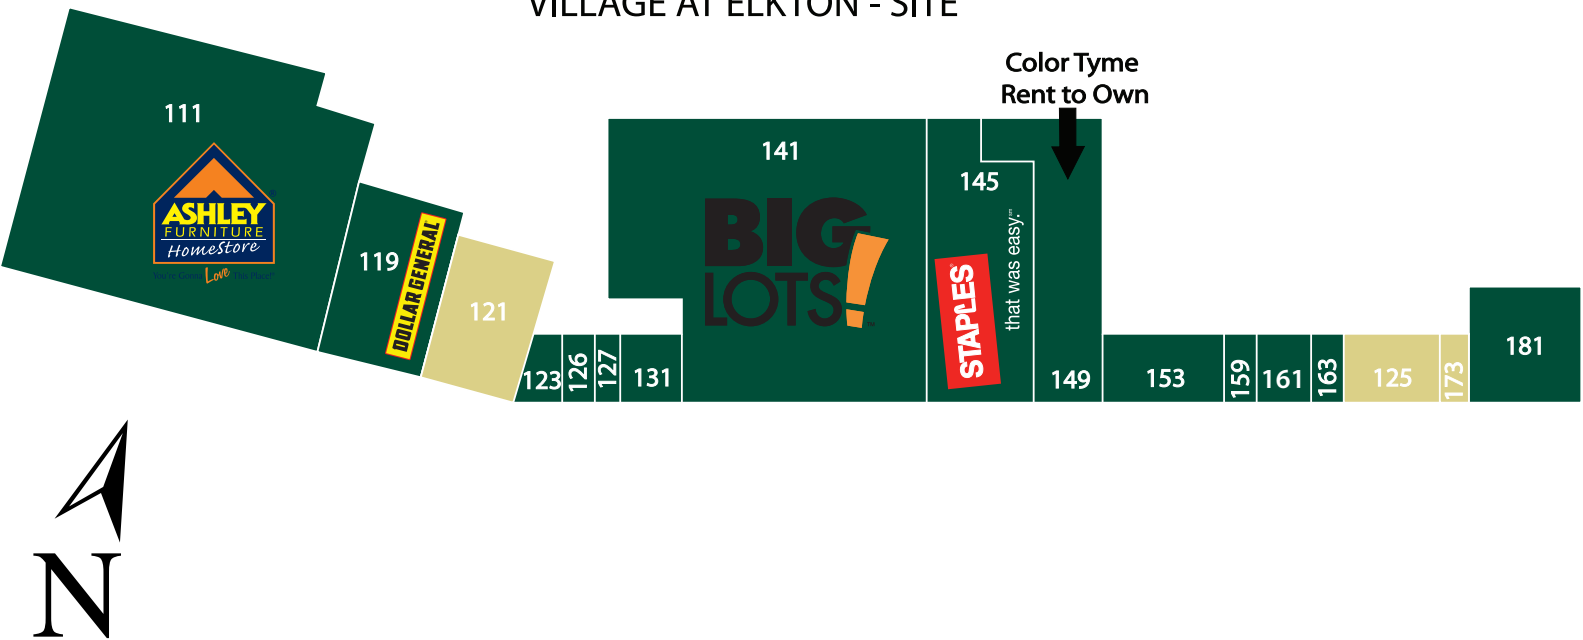 VILLAGE AT ELKTON - SITE
Color Tyme
Rent to Own
111
ASHLEY
FURNITURE
HomeStore
Love
119
DOLLAR GENERAL
121
123
126
127
131
141
BIG
LOTS!
145
STAPLES
that was easy.
149
153
159
161
163
125
173
181
N